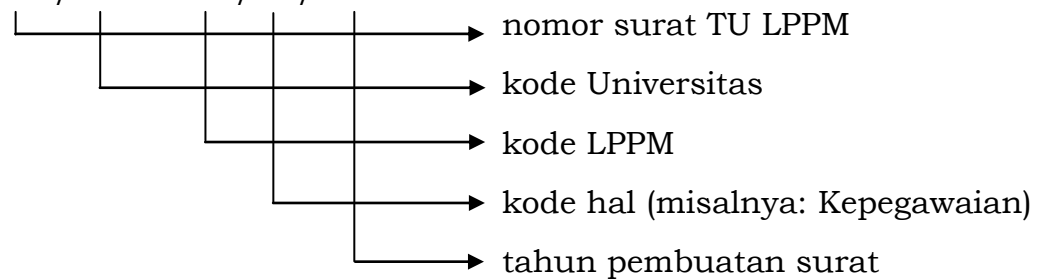 nomor surat TU LPPM
kode Universitas
kode LPPM
kode hal (misalnya: Kepegawaian)
tahun pembuatan surat